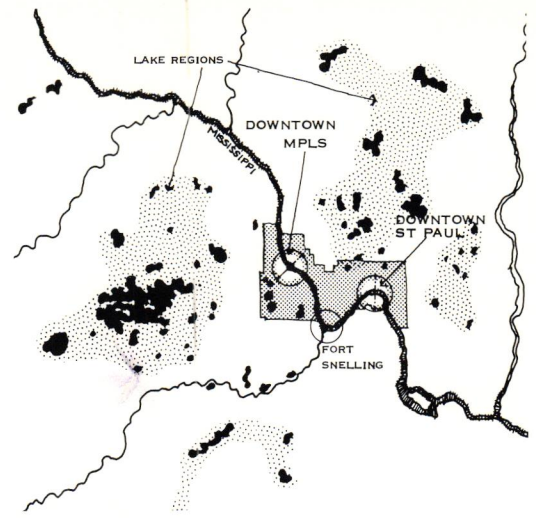 LAKE REGIONS
MISSISSIPPI
DOWNTOWN
MPLS
DOWNTOWN
ST PAUL
FORT
SNELLING